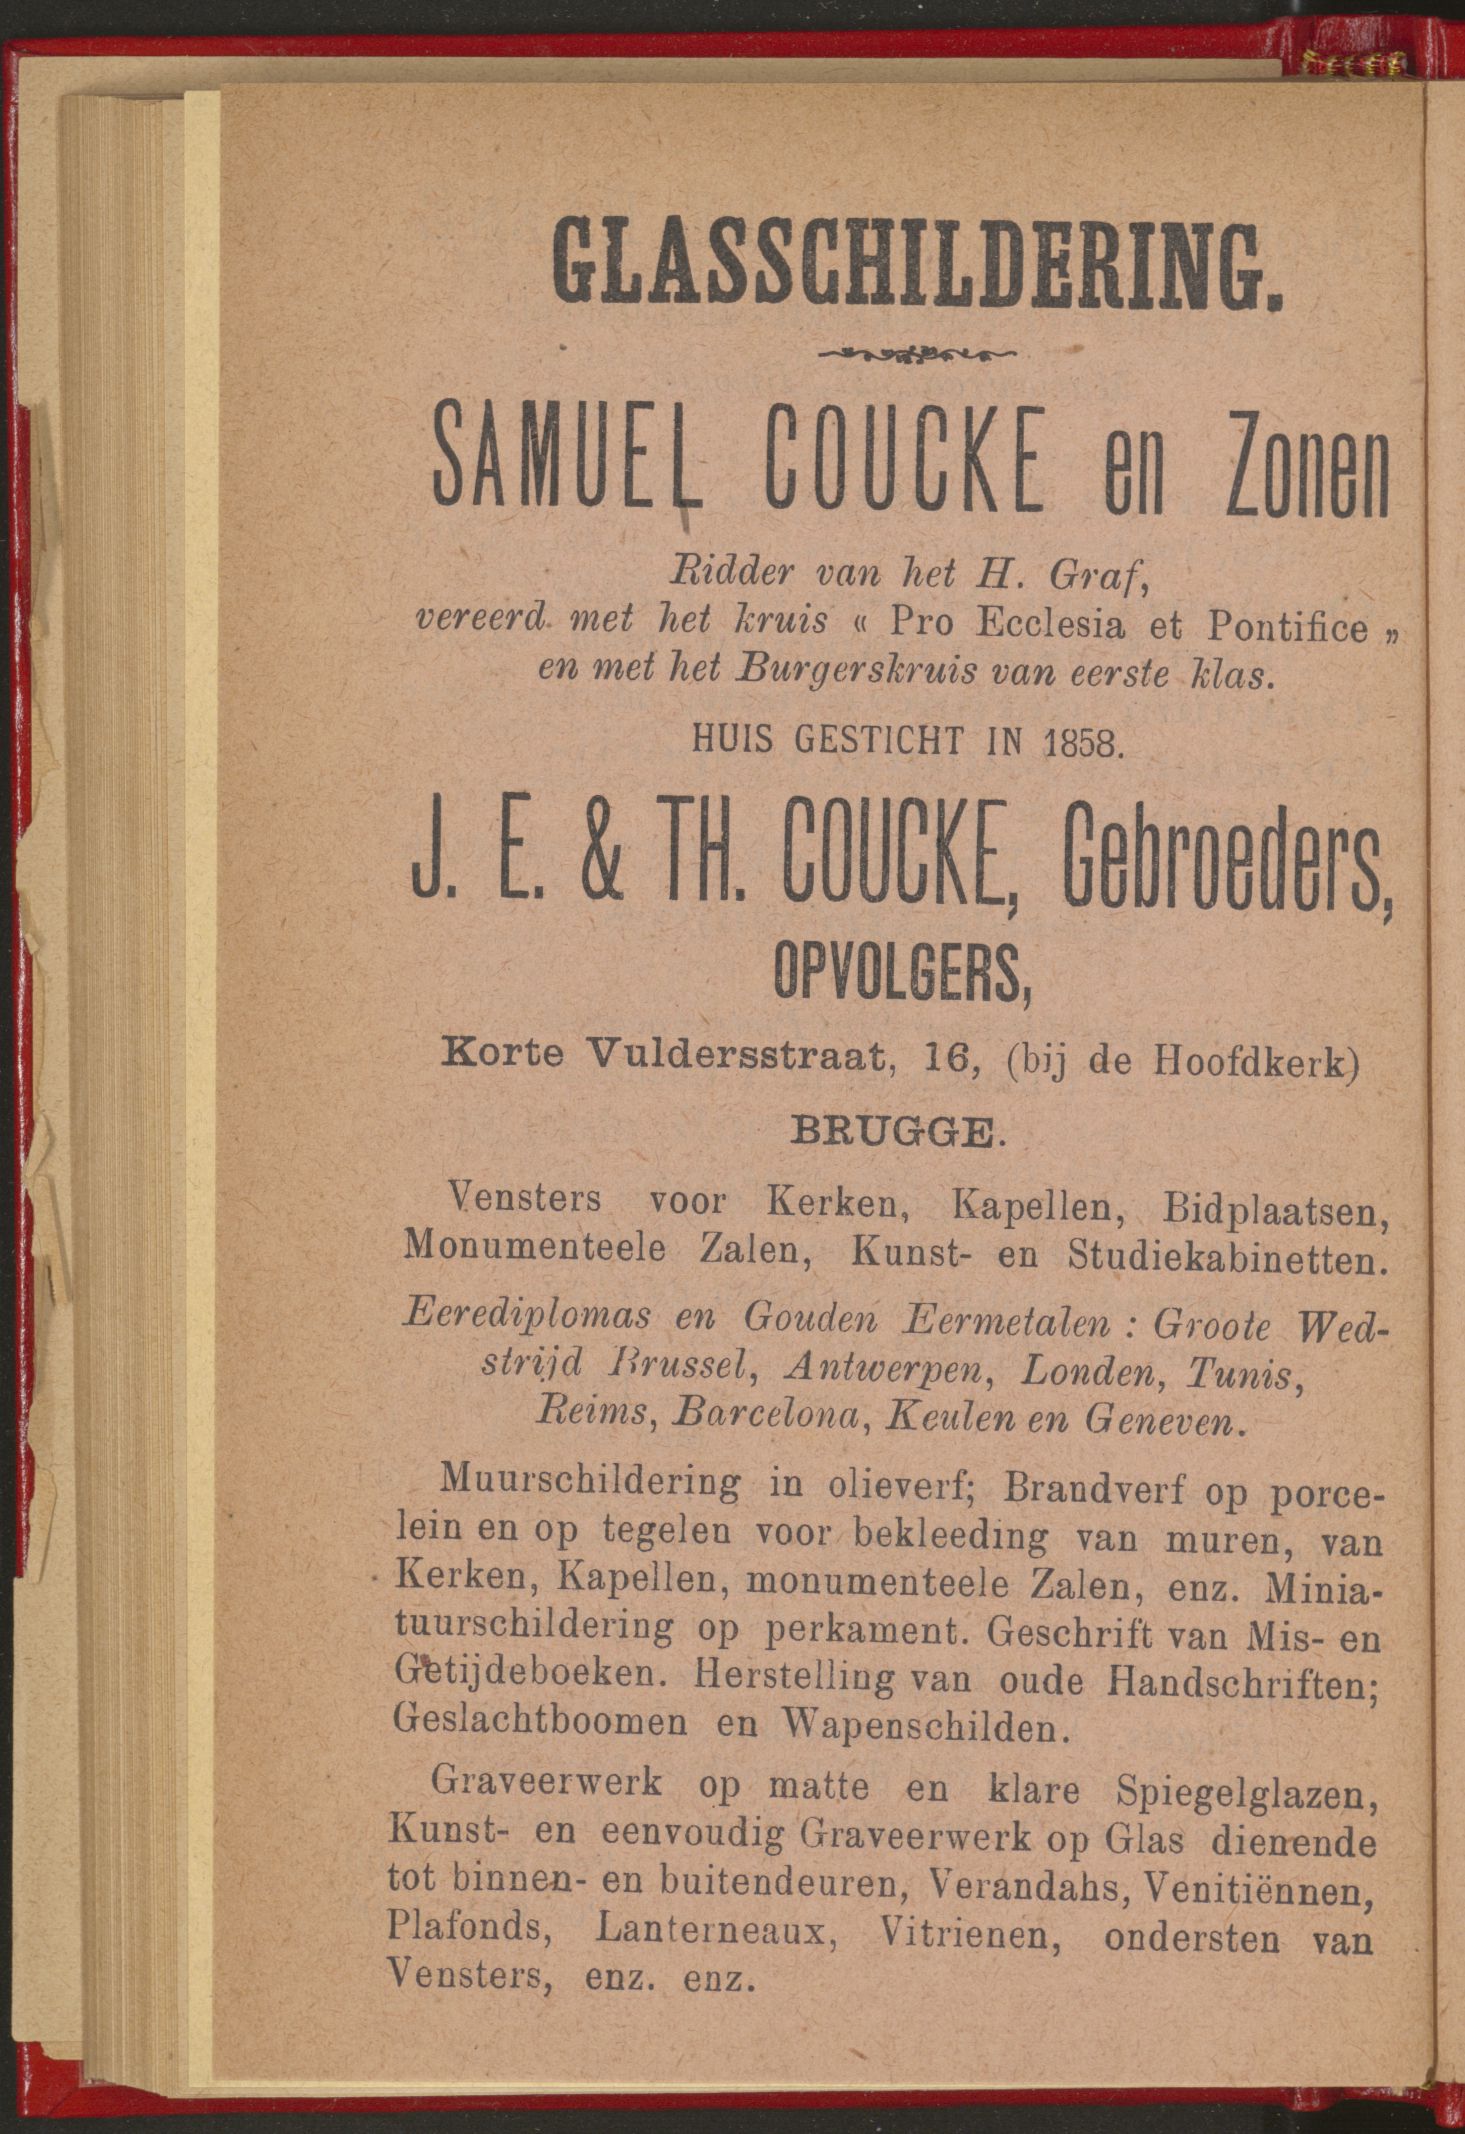 GLASSCHILDERING.
SAMUEL COUCKE en Zonen
Ridder van het H. Graf,
vereerd met het kruis « Pro Ecclesia et Pontifice »
en met het Burgerskruis van eerste klas.
HUIS GESTICHT IN 1858.
J. E. & TH. COUCKE, Gebroeders,
OPVOLGERS,
Korte Vuldersstraat, 16, (bij de Hoofdkerk)
BRUGGE.
Vensters voor Kerken, Kapellen, Bidplaatsen,
Monumenteele Zalen, Kunst- en Studiekabinetten.
Eerediplomas en Gouden Eermetalen : Groote Wed-
strijd Brussel, Antwerpen, Londen, Tunis,
Reims, Barcelona, Keulen en Geneven.
Muurschildering in olieverf; Brandverf op porce-
lein en op tegelen voor bekleeding van muren, van
Kerken, Kapellen, monumenteele Zalen, enz. Minia-
tuurschildering op perkament. Geschrift van Mis- en
Getijdeboeken. Herstelling van oude Handschriften;
Geslachtboomen en Wapenschilden.
Graveerwerk op matte en klare Spiegelglazen,
Kunst- en eenvoudig Graveerwerk op Glas dienende
tot binnen- en buitendeuren, Verandahs, Venitiënnen,
Plafonds, Lanterneaux, Vitrienen, ondersten van
Vensters, enz. enz.